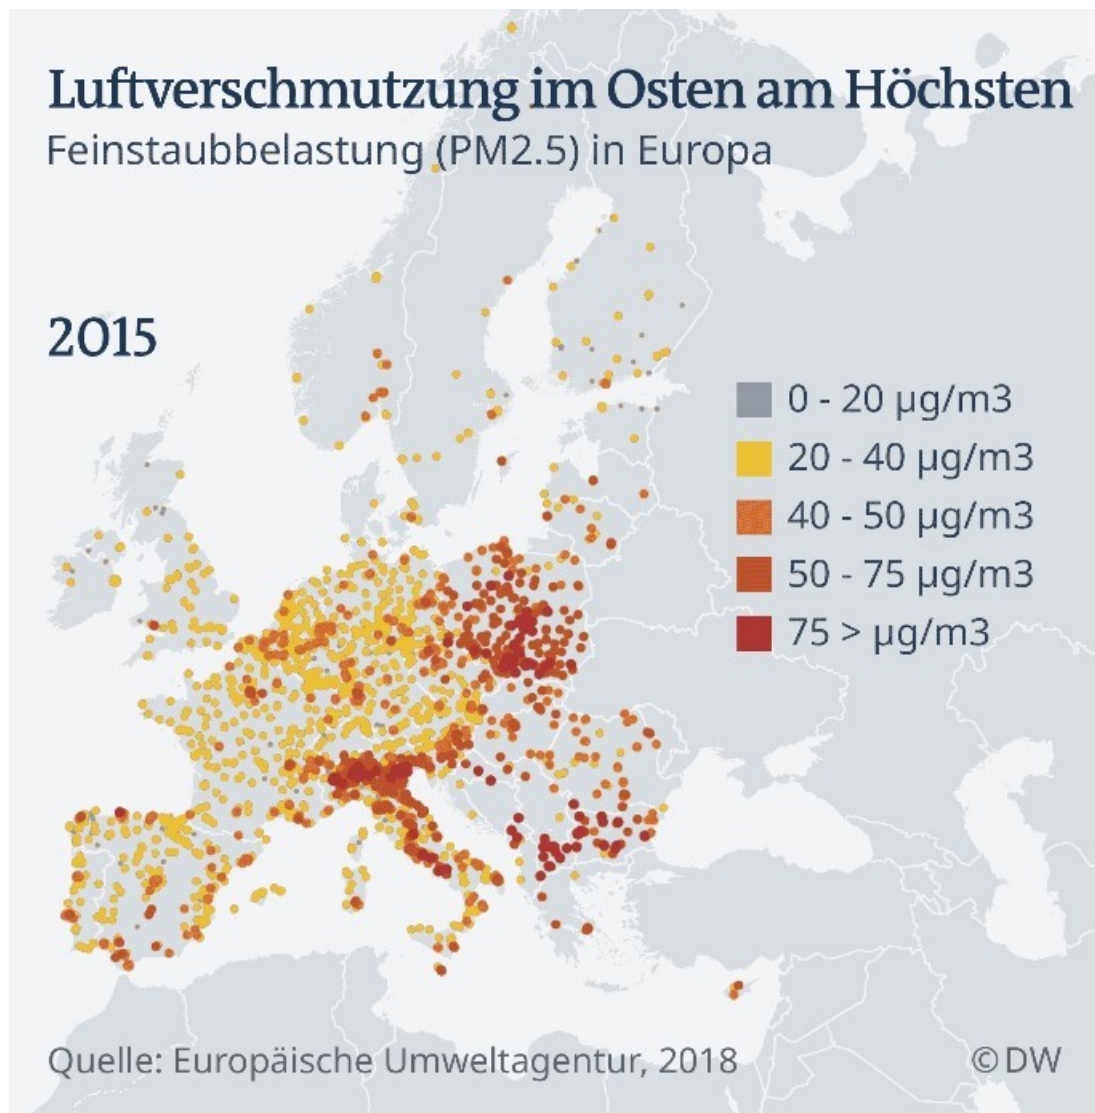 Luftverschmutzung im Osten am Höchsten
Feinstaubbelastung (PM2.5) in Europa
2015
0 - 20 µg/m3
20 - 40 µg/m3
40 - 50 µg/m3
50 - 75 µg/m3
75 > µg/m3
Quelle: Europäische Umweltagentur, 2018
©DW